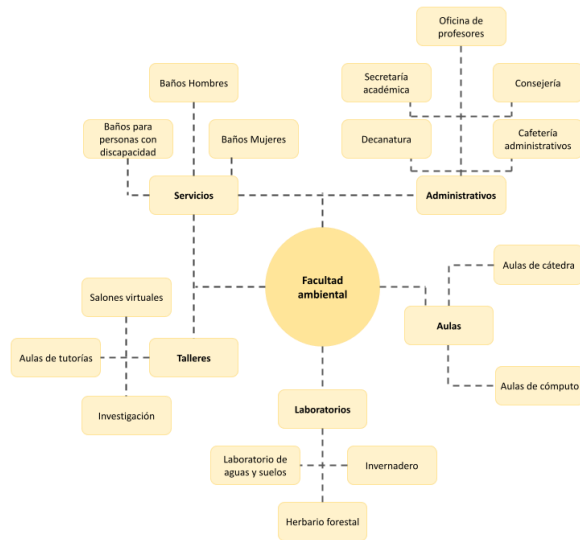 Oficina de
profesores
Baños Hombres
Secretaría
académica
Consejería
Baños para
personas con
discapacidad
Baños Mujeres
Decanatura
Cafetería
administrativos
Servicios
Administrativos
Facultad
ambiental
Aulas de cátedra
Salones virtuales
Aulas
Aulas de tutorías
Talleres
Aulas de cómputo
Investigación
Laboratorios
Laboratorio de
aguas y suelos
Invernadero
Herbario forestal